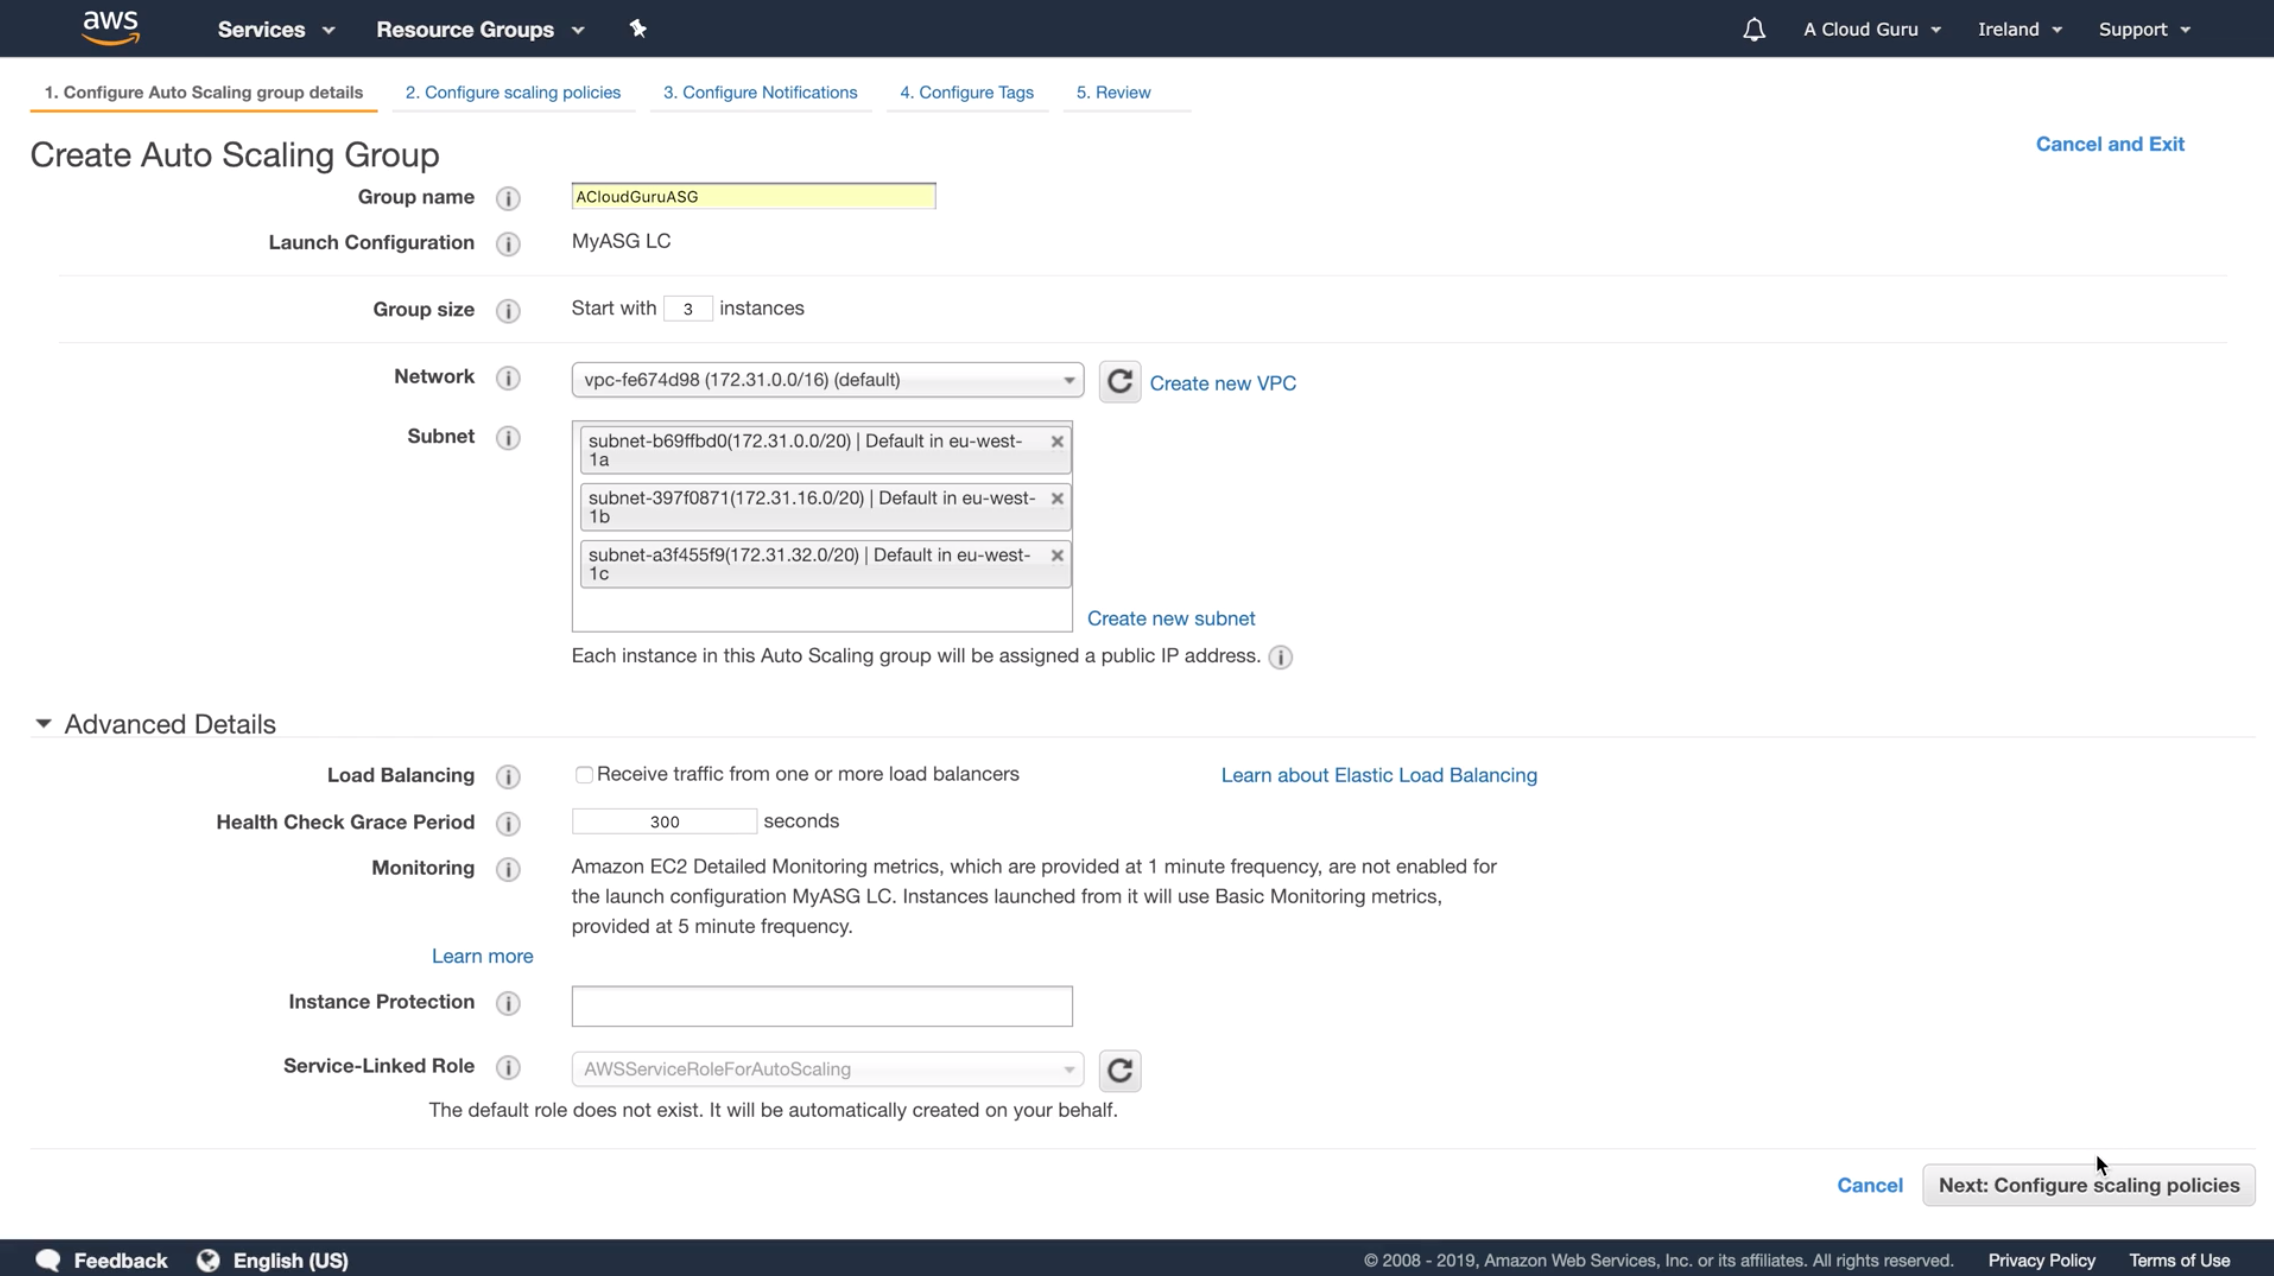 aws Services Resource Groups A Cloud Guru Ireland Support
1. Configure Auto Scaling group details 2. Configure scaling policies 3. Configure Notifications 4. Configure Tags 5. Review
Create Auto Scaling Group
Cancel and Exit
Group name i ACloudGuruASG
Launch Configuration i MyASG LC
Group size i Start with 3 instances
Network i vpc-fe674d98 (172.31.0.0/16) (default) Create new VPC
Subnet i subnet-b69ffbd0(172.31.0.0/20) | Default in eu-west- ×
1a
subnet-397f0871(172.31.16.0/20) | Default in eu-west- ×
1b
subnet-a3f455f9(172.31.32.0/20) | Default in eu-west- ×
1c
Create new subnet
Each instance in this Auto Scaling group will be assigned a public IP address. i
Advanced Details
Load Balancing i Receive traffic from one or more load balancers Learn about Elastic Load Balancing
Health Check Grace Period i 300 seconds
Monitoring i Amazon EC2 Detailed Monitoring metrics, which are provided at 1 minute frequency, are not enabled for
the launch configuration MyASG LC. Instances launched from it will use Basic Monitoring metrics,
provided at 5 minute frequency.
Learn more
Instance Protection i
Service-Linked Role i AWSServiceRoleForAutoScaling
The default role does not exist. It will be automatically created on your behalf.
Cancel Next: Configure scaling policies
Feedback English (US) © 2008 - 2019, Amazon Web Services, Inc. or its affiliates. All rights reserved. Privacy Policy Terms of Use